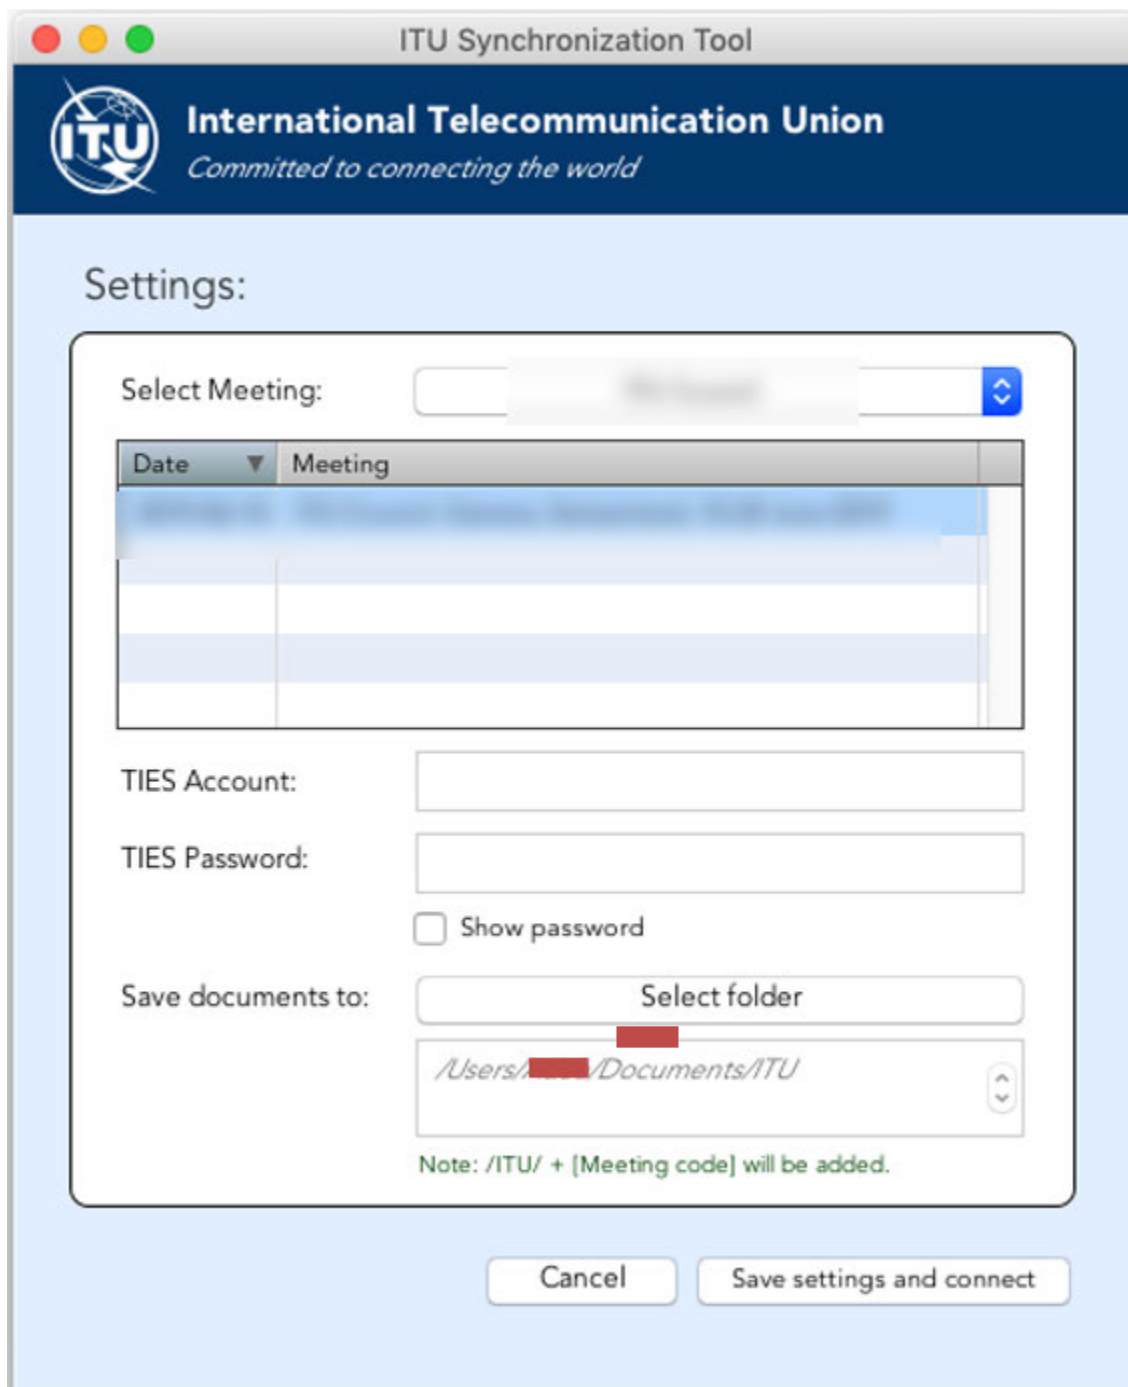 ITU Synchronization Tool
ITU
International Telecommunication Union
Committed to connecting the world
Settings:
Select Meeting:
Date Meeting
TIES Account:
TIES Password:
Show password
Save documents to: Select folder
/Users/ /Documents/ITU
Note: /ITU/ + [Meeting code] will be added.
Cancel Save settings and connect